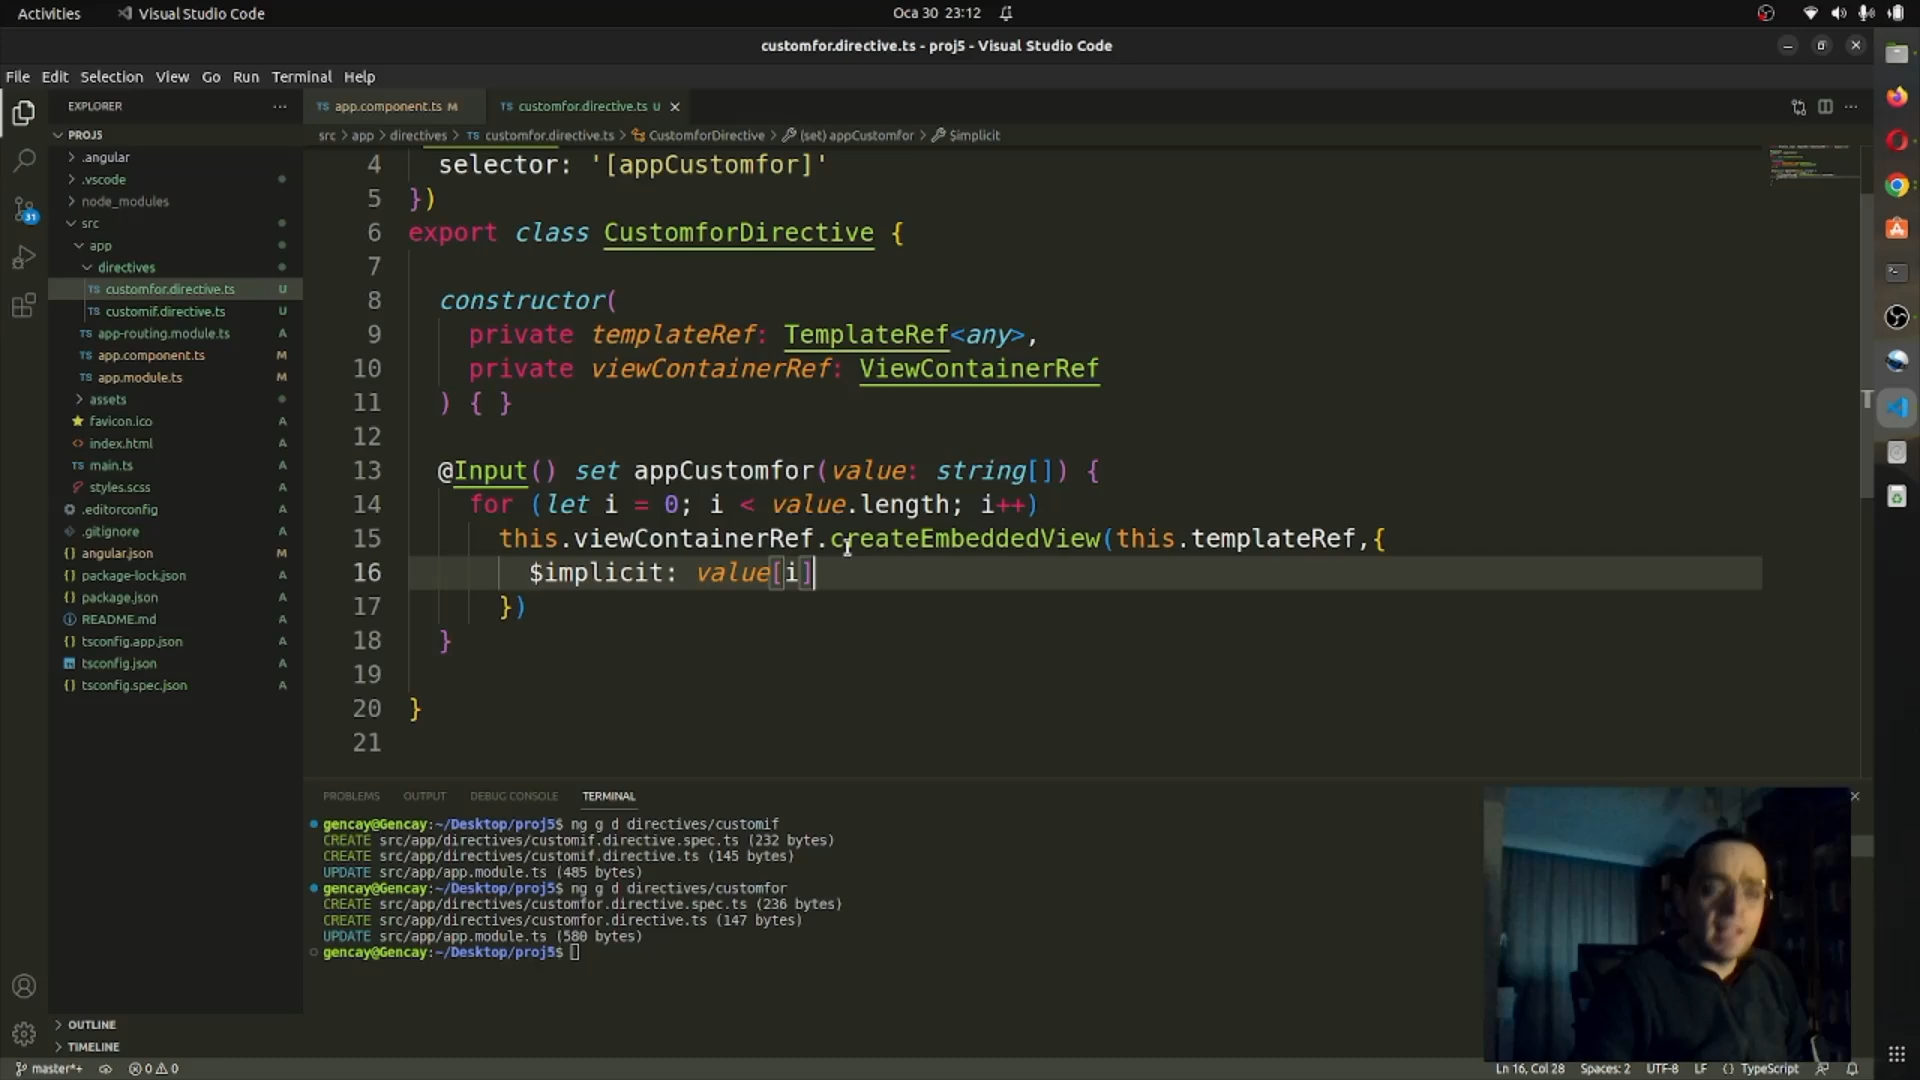 Activities
Visual Studio Code
Oca 30 23:12
customfor.directive.ts - proj5 - Visual Studio Code
File Edit Selection View Go Run Terminal Help
EXPLORER
TS app.component.ts M
TS customfor.directive.ts U
PROJ5
src > app > directives > TS customfor.directive.ts > CustomforDirective > (set) appCustomfor > $implicit
.angular
.vscode
node_modules
src
app
directives
TS customfor.directive.ts U
TS customif.directive.ts U
TS app-routing.module.ts A
TS app.component.ts M
TS app.module.ts M
assets
favicon.ico A
index.html A
TS main.ts A
styles.scss A
.editorconfig A
.gitignore A
{} angular.json M
{} package-lock.json A
{} package.json A
README.md A
{} tsconfig.app.json A
tsconfig.json A
{} tsconfig.spec.json A
OUTLINE
TIMELINE
31
4 selector: '[appCustomfor]'
5 })
6 export class CustomforDirective {
7
8 constructor(
9 private templateRef: TemplateRef<any>,
10 private viewContainerRef: ViewContainerRef
11 ) { }
12
13 @Input() set appCustomfor(value: string[]) {
14 for (let i = 0; i < value.length; i++)
15 this.viewContainerRef.createEmbeddedView(this.templateRef,{
16 $implicit: value[i]
17 })
18 }
19
20 }
21
PROBLEMS OUTPUT DEBUG CONSOLE TERMINAL
gencay@Gencay:~/Desktop/proj5$ ng g d directives/customif
CREATE src/app/directives/customif.directive.spec.ts (232 bytes)
CREATE src/app/directives/customif.directive.ts (145 bytes)
UPDATE src/app/app.module.ts (485 bytes)
gencay@Gencay:~/Desktop/proj5$ ng g d directives/customfor
CREATE src/app/directives/customfor.directive.spec.ts (236 bytes)
CREATE src/app/directives/customfor.directive.ts (147 bytes)
UPDATE src/app/app.module.ts (580 bytes)
gencay@Gencay:~/Desktop/proj5$
master*+ 0 0
Ln 16, Col 28 Spaces: 2 UTF-8 LF {} TypeScript